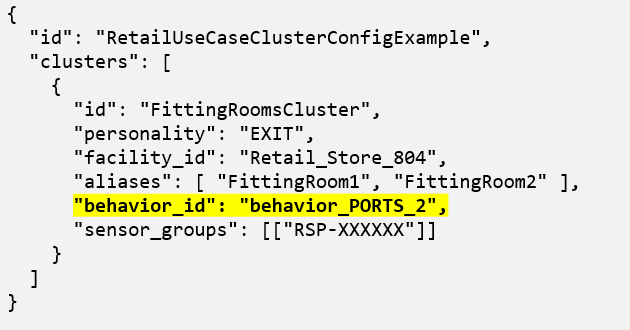 {
  "id": "RetailUseCaseClusterConfigExample",
  "clusters": [
    {
      "id": "FittingRoomsCluster",
      "personality": "EXIT",
      "facility_id": "Retail_Store_804",
      "aliases": [ "FittingRoom1", "FittingRoom2" ],
      "behavior_id": "behavior_PORTS_2",
      "sensor_groups": [["RSP-XXXXXX"]]
    }
  ]
}